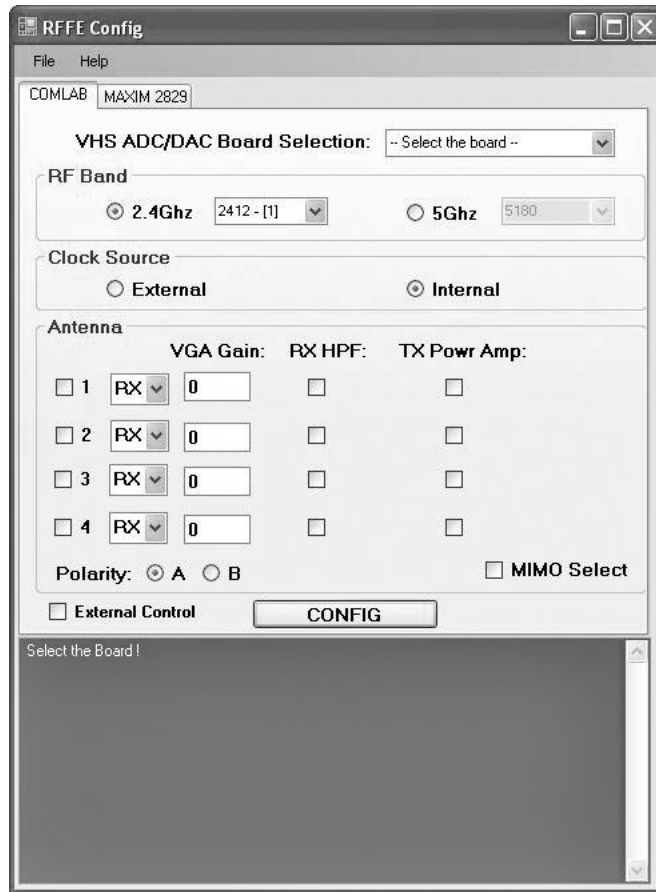 RFFE Config
File Help
COMLAB MAXIM 2829
VHS ADC/DAC Board Selection: -- Select the board --
RF Band
2.4Ghz 2412 - [1] 5Ghz 5180
Clock Source
External Internal
Antenna
VGA Gain: RX HPF: TX Powr Amp:
1 RX 0
2 RX 0
3 RX 0
4 RX 0
Polarity: A B MIMO Select
External Control CONFIG
Select the Board !